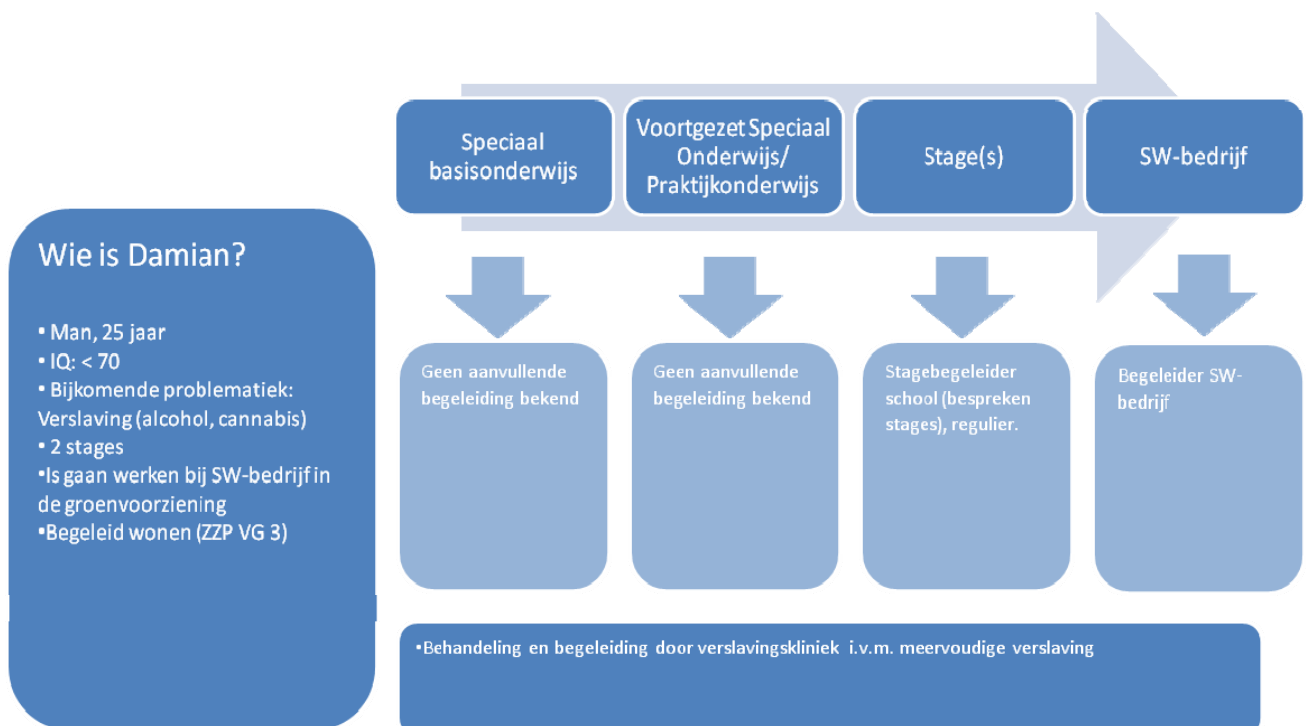 Speciaal
basisonderwijs
Voortgezet Speciaal
Onderwijs/
Praktijkonderwijs
Stage(s)
SW-bedrijf
Wie is Damian?
• Man, 25 jaar
• IQ: < 70
• Bijkomende problematiek:
Verslaving (alcohol, cannabis)
• 2 stages
•Is gaan werken bij SW-bedrijf in
de groenvoorziening
•Begeleid wonen (ZZP VG 3)
Geen aanvullende
begeleiding bekend
Geen aanvullende
begeleiding bekend
Stagebegeleider
school (bespreken
stages), regulier.
Begeleider SW-
bedrijf
•Behandeling en begeleiding door verslavingskliniek i.v.m. meervoudige verslaving